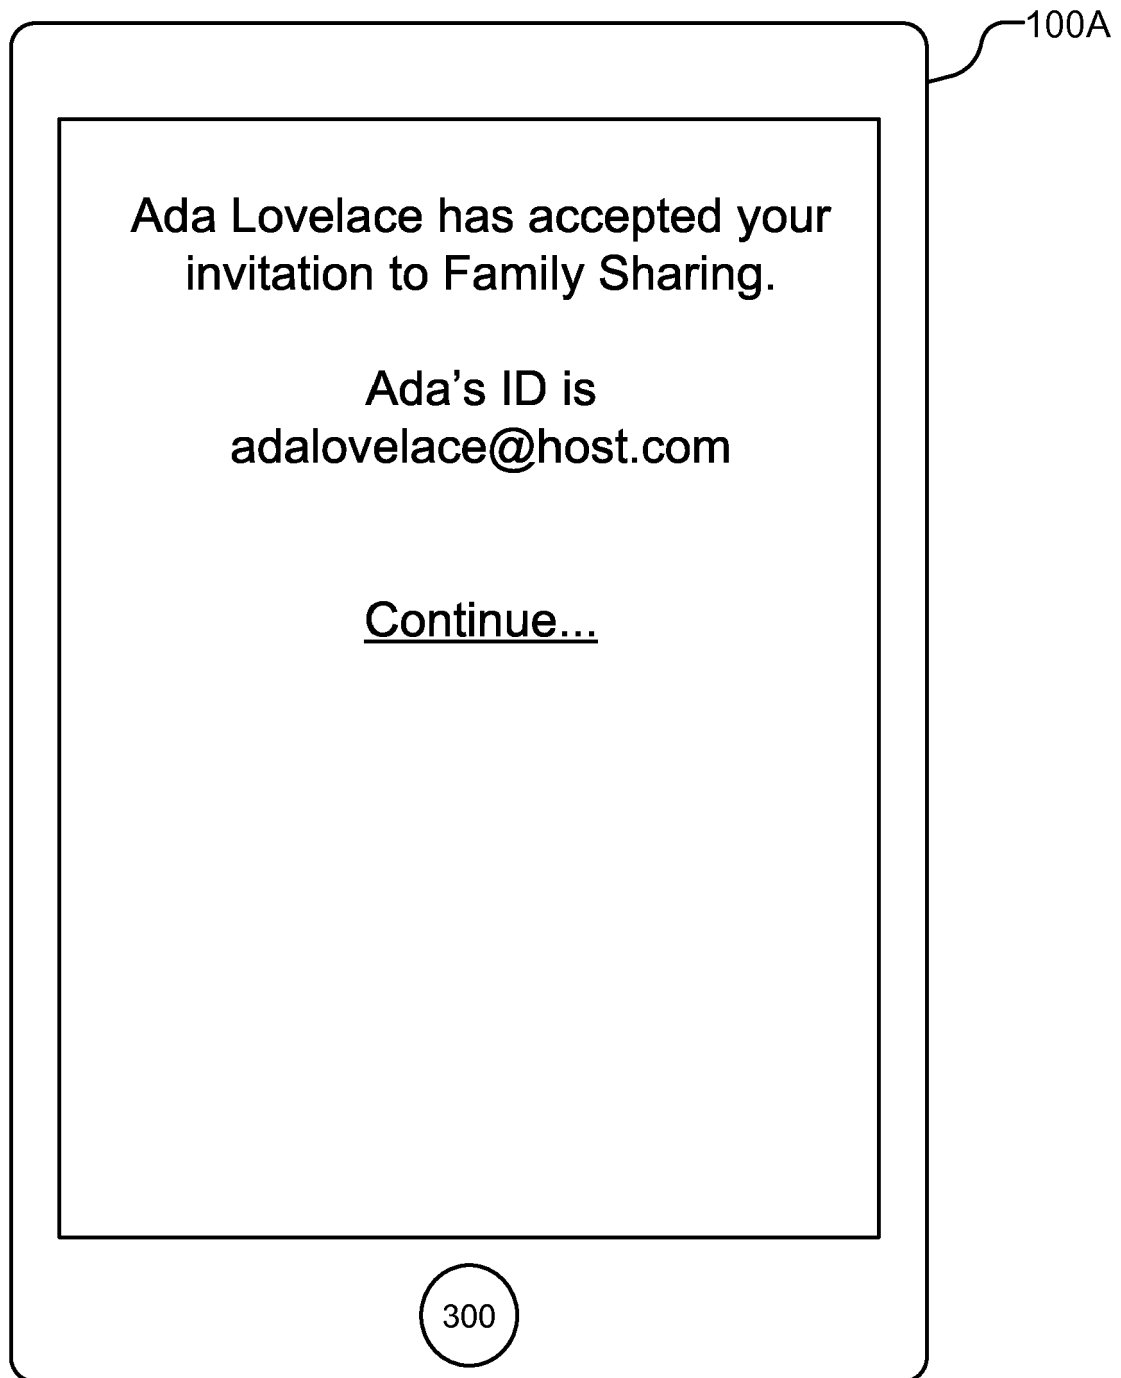 100A
Ada Lovelace has accepted your
invitation to Family Sharing.
Ada’s ID is
adalovelace@host.com
Continue...
300